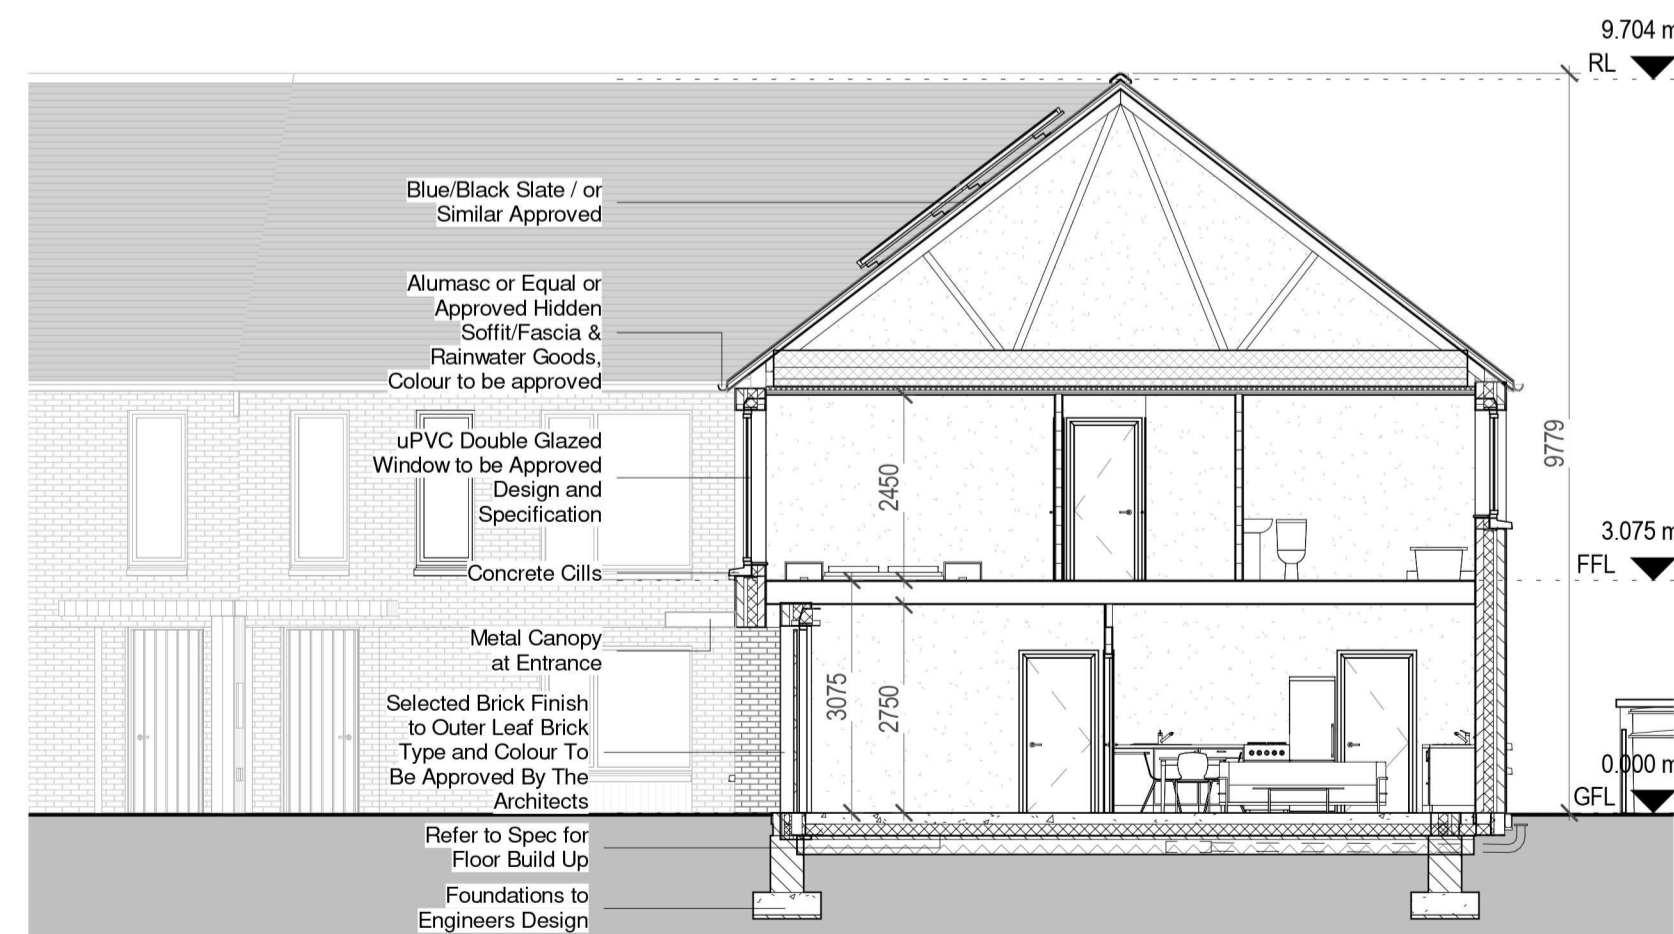 9.704 m
RL
Blue/Black Slate / or
Similar Approved
Alumasc or Equal or
Approved Hidden
Soffit/Fascia &
Rainwater Goods,
Colour to be approved
9779
uPVC Double Glazed
Window to be Approved
Design and
Specification
2450
3.075 m
FFL
Concrete Cills
Metal Canopy
at Entrance
3075
2750
Selected Brick Finish
to Outer Leaf Brick
Type and Colour To
Be Approved By The
Architects
0.000 m
GFL
Refer to Spec for
Floor Build Up
Foundations to
Engineers Design